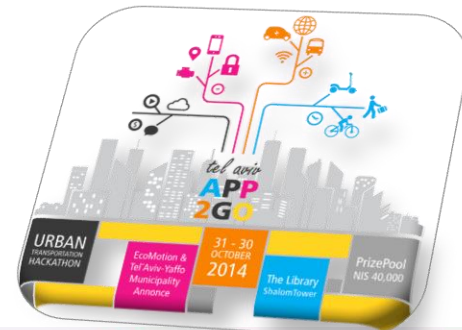 tel aviv
APP
2GO
URBAN
TRANSPORTATION
HACKATHON
EcoMotion &
Tel'Aviv-Yaffo
Municipality
Annonce
31 - 30
OCTOBER
2014
The Library
ShalomTower
PrizePool
NIS 40,000